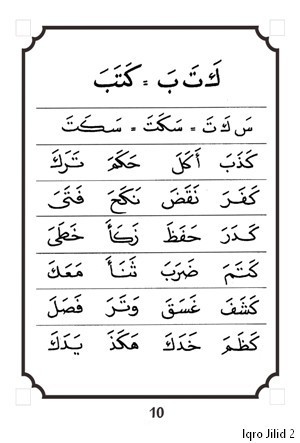 كَ تَ بَ = كَتَبَ
سَ كَ تَ = سَكَتَ = سَكَتَ
كَذَبَ أَكَلَ حَكَمَ تَرَكَ
كَفَرَ نَقَضَ نَكَحَ فَتَىَ
كَدَرَ حَفَظَ زَكَأَ خَطَىَ
كَتَمَ ضَرَبَ ثَنَأَ مَعَكَ
كَشَفَ غَسَقَ وَتَرَ فَصَلَ
كَظَمَ خَدَكَ هَكَذَ يَدَكَ
10
Iqro Jilid 2